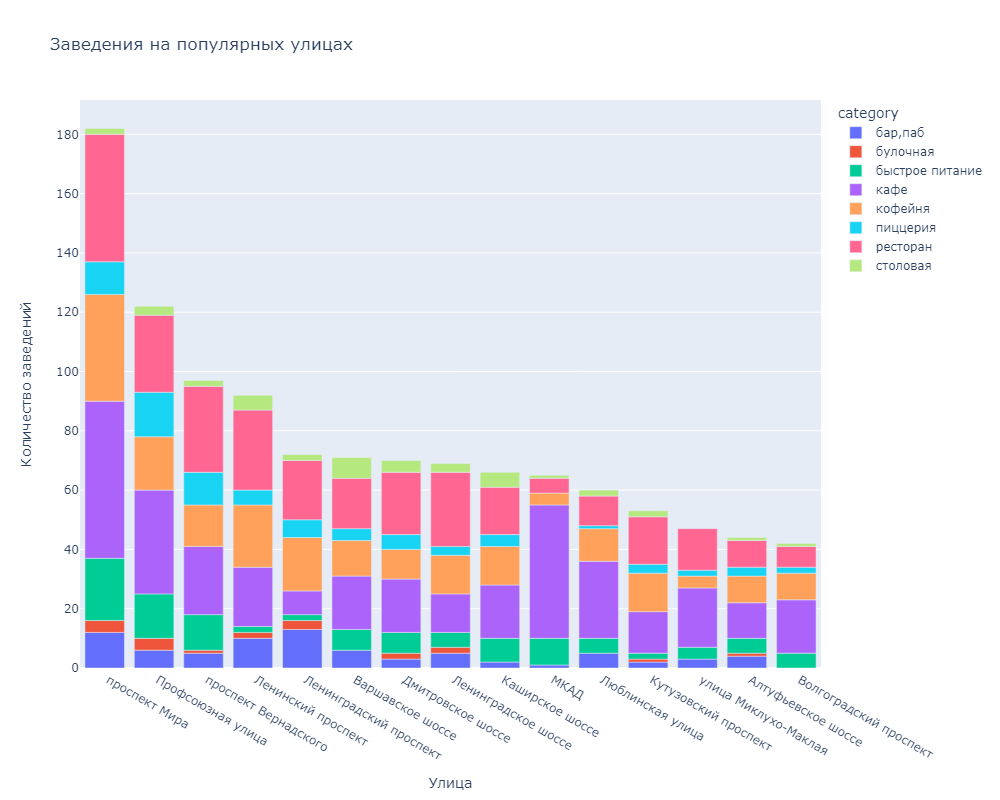 Заведения на популярных улицах
category
бар,паб
булочная
быстрое питание
кафе
кофейня
пиццерия
ресторан
столовая
Количество заведений
180
160
140
120
100
80
60
40
20
0
проспект Мира
Профсоюзная улица
проспект Вернадского
Ленинский проспект
Ленинградский проспект
Варшавское шоссе
Дмитровское шоссе
Ленинградское шоссе
Каширское шоссе
МКАД
Люблинская улица
Кутузовский проспект
улица Миклухо-Маклая
Алтуфьевское шоссе
Волгоградский проспект
Улица